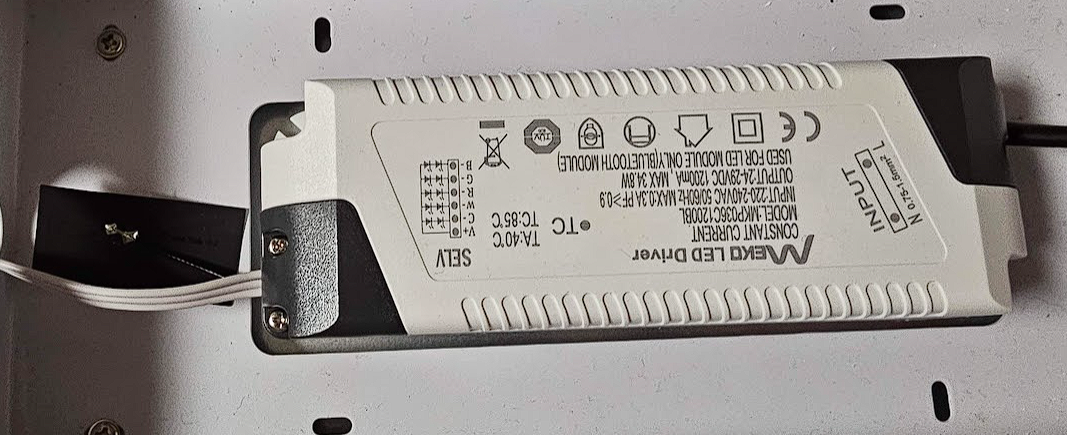 MEKO LED Driver
CONSTANT CURRENT
MODEL:MKP036C1200BL
INPUT:220-240VAC 50/60Hz MAX:0.3A PF≥0.9
OUTPUT:24-29VDC 1200mA MAX 34.8W
USED FOR LED MODULE ONLY(BLUETOOTH MODULE)
INPUT
N 0.75-1.5mm² L
TC
TA:40℃
TC:85℃
SELV
V+
C-
W-
R-
G-
B-
CE
TUV